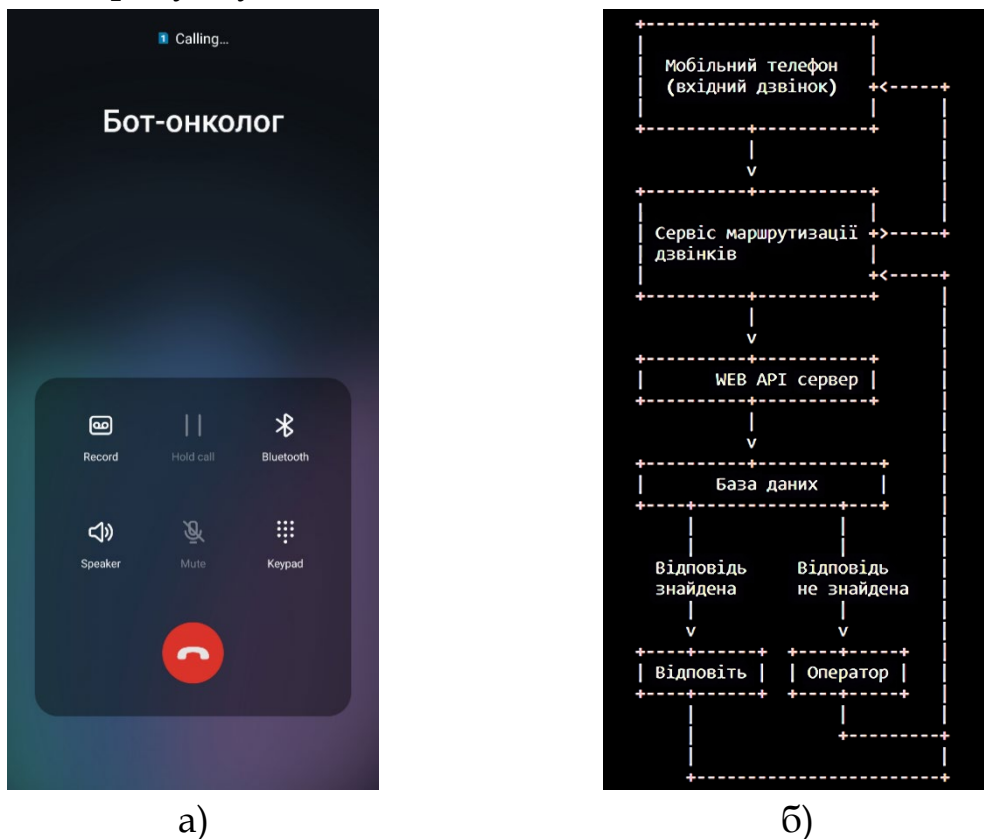 1 Calling...
Бот-онколог
Record Hold call Bluetooth
Speaker Mute Keypad
а)
Мобільний телефон
(вхідний дзвінок)
Сервіс маршрутизації
дзвінків
WEB API сервер
База даних
Відповідь Відповідь
знайдена не знайдена
Відповіть Оператор
б)